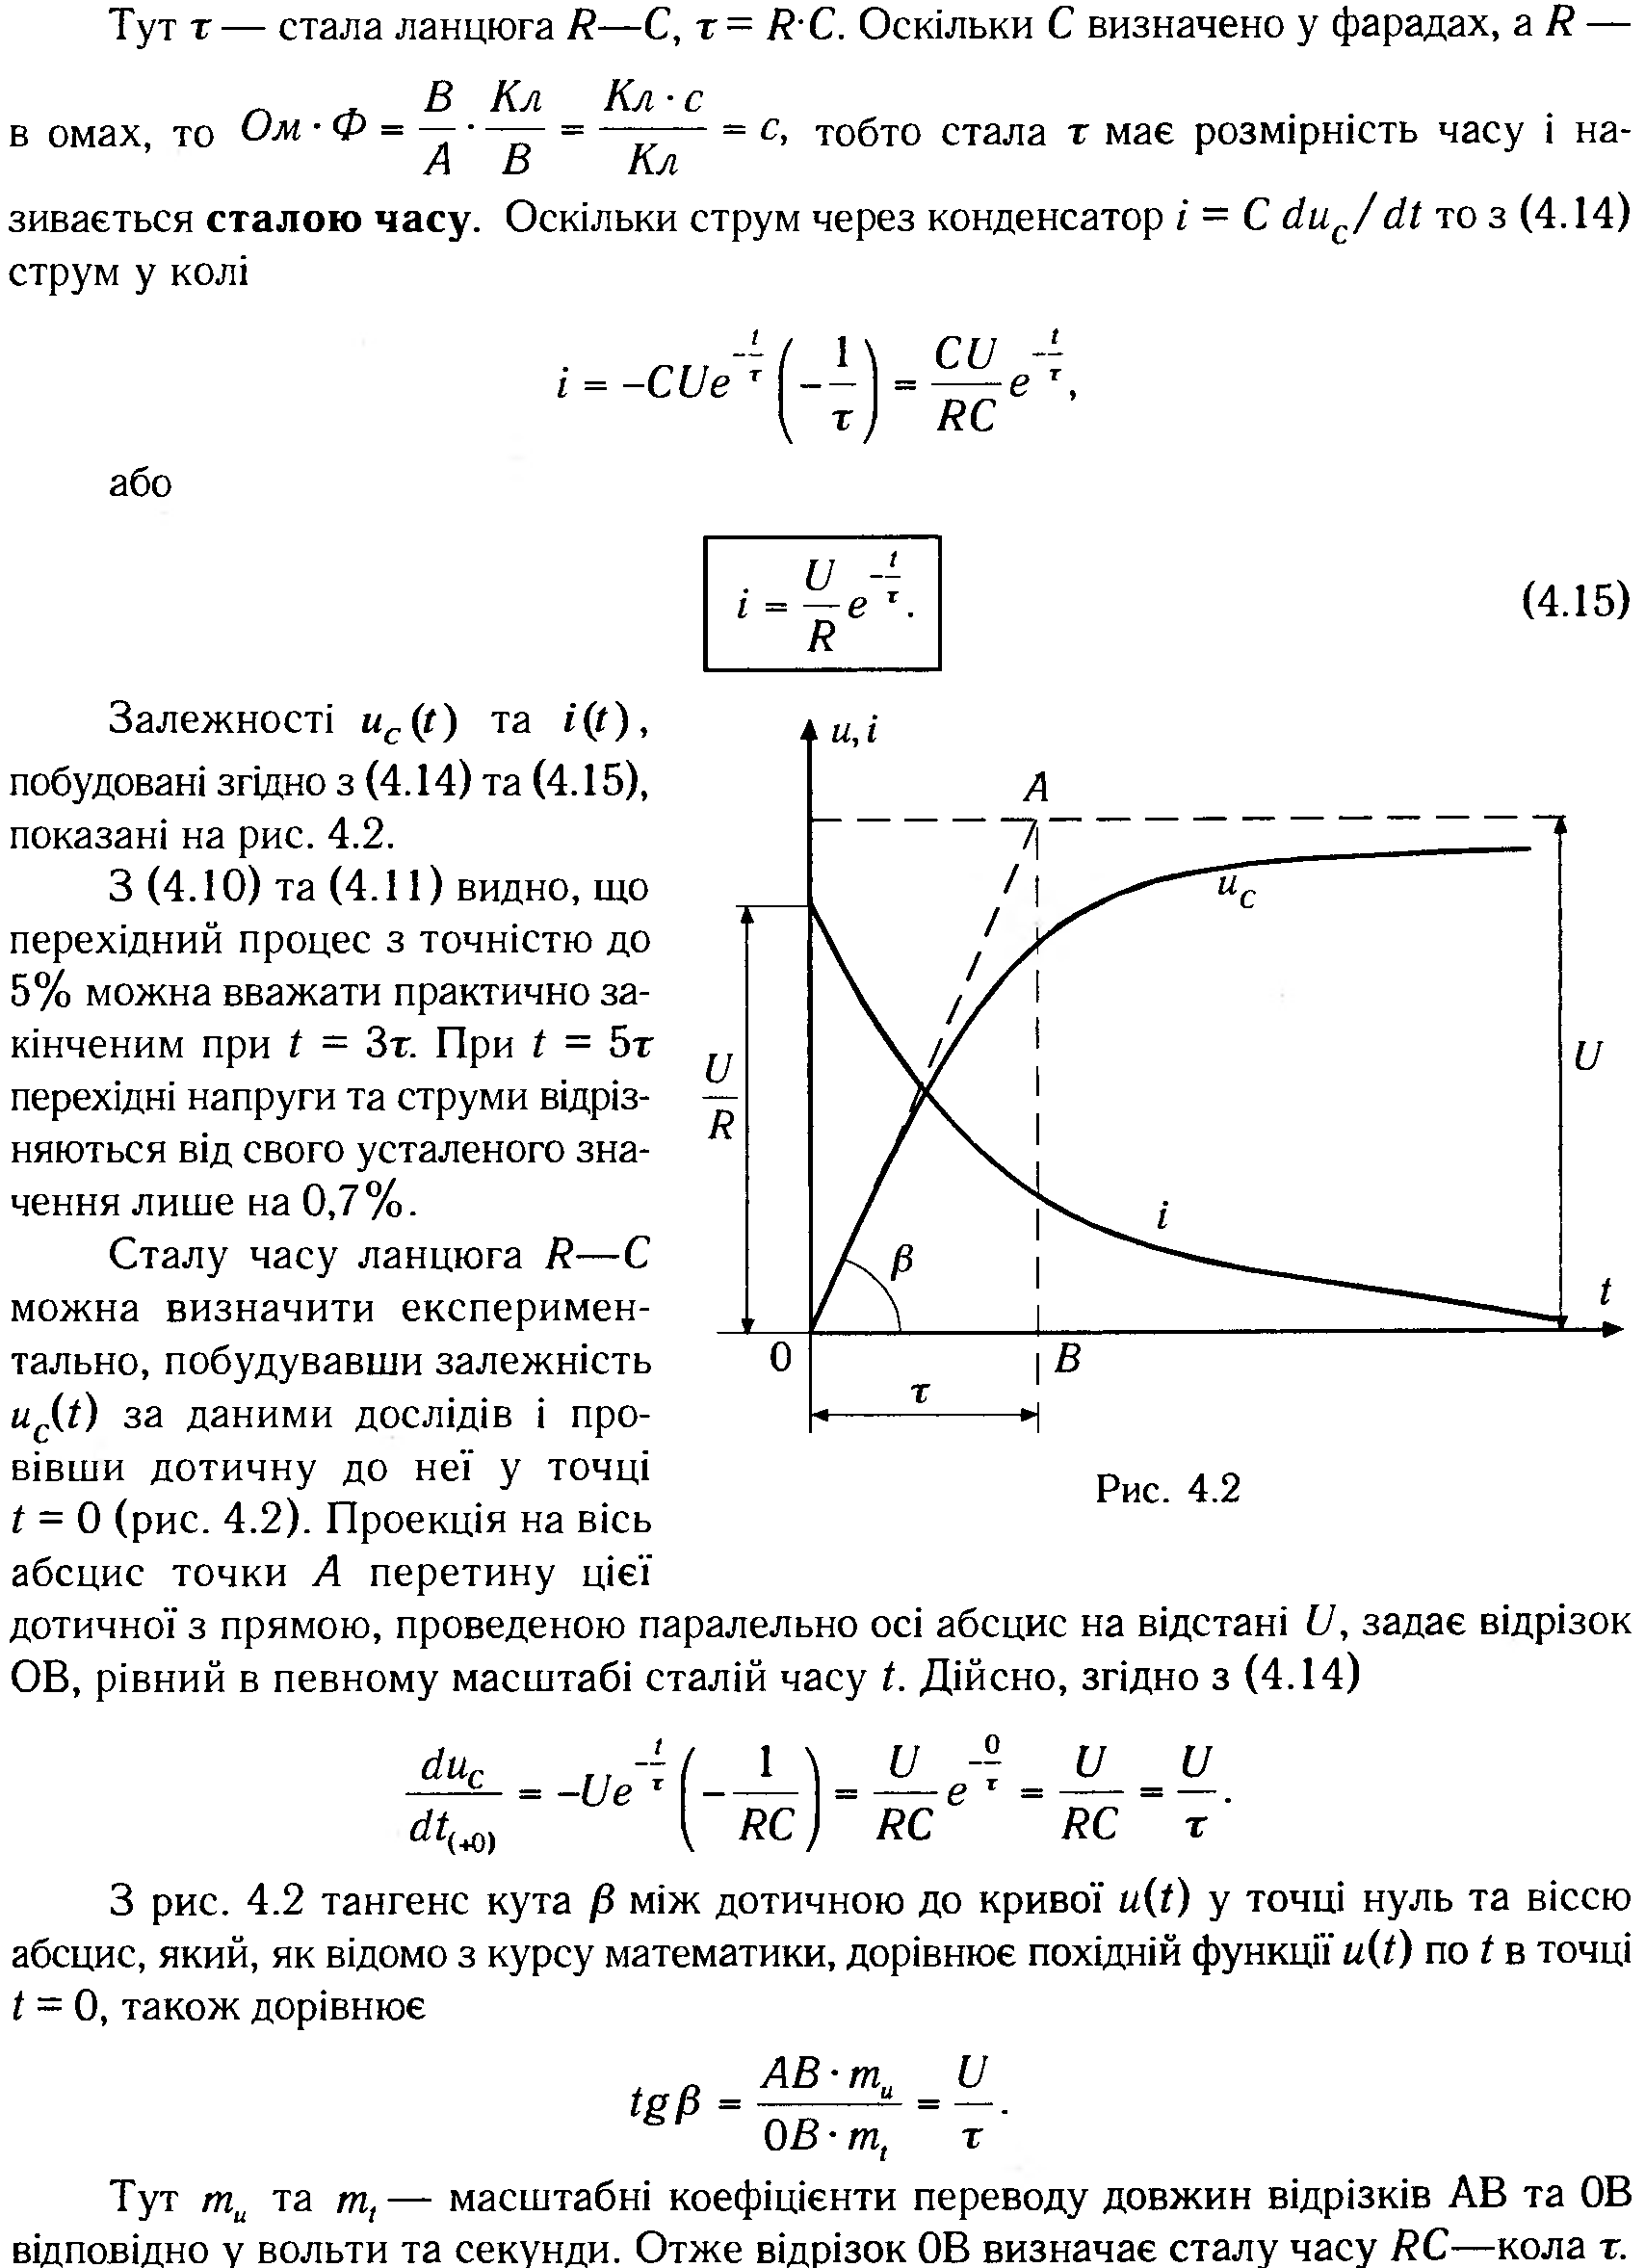 Тут τ — стала ланцюга R—C, τ = R·C. Оскільки C визначено у фарадах, а R —
в омах, то Ом · Ф = В/А · Кл/В = Кл · с/Кл = с, тобто стала τ має розмірність часу і на-
зивається сталою часу. Оскільки струм через конденсатор i = C du_c / dt то з (4.14)
струм у колі
i = -CUe^{-t/τ} (-1/τ) = CU/RC e^{-t/τ},
або
i = U/R e^{-t/τ}. (4.15)
Залежності u_c(t) та i(t),
побудовані згідно з (4.14) та (4.15),
показані на рис. 4.2.
З (4.10) та (4.11) видно, що
перехідний процес з точністю до
5% можна вважати практично за-
кінченим при t = 3τ. При t = 5τ
перехідні напруги та струми відріз-
няються від свого усталеного зна-
чення лише на 0,7%.
Сталу часу ланцюга R—C
можна визначити експеримен-
тально, побудувавши залежність
u_c(t) за даними дослідів і про-
вівши дотичну до неї у точці
t = 0 (рис. 4.2). Проекція на вісь
абсцис точки A перетину цієї
u, i
A
u_C
U/R
U
i
β
t
0
B
τ
Рис. 4.2
дотичної з прямою, проведеною паралельно осі абсцис на відстані U, задає відрізок
ОВ, рівний в певному масштабі сталій часу t. Дійсно, згідно з (4.14)
du_C/dt_(+0) = -Ue^{-t/τ} (-1/RC) = U/RC e^{-0/τ} = U/RC = U/τ.
З рис. 4.2 тангенс кута β між дотичною до кривої u(t) у точці нуль та віссю
абсцис, який, як відомо з курсу математики, дорівнює похідній функції u(t) по t в точці
t = 0, також дорівнює
tgβ = AB · m_u/0B · m_t = U/τ.
Тут m_u та m_t — масштабні коефіцієнти переводу довжин відрізків АВ та 0В
відповідно у вольти та секунди. Отже відрізок 0В визначає сталу часу RC—кола τ.